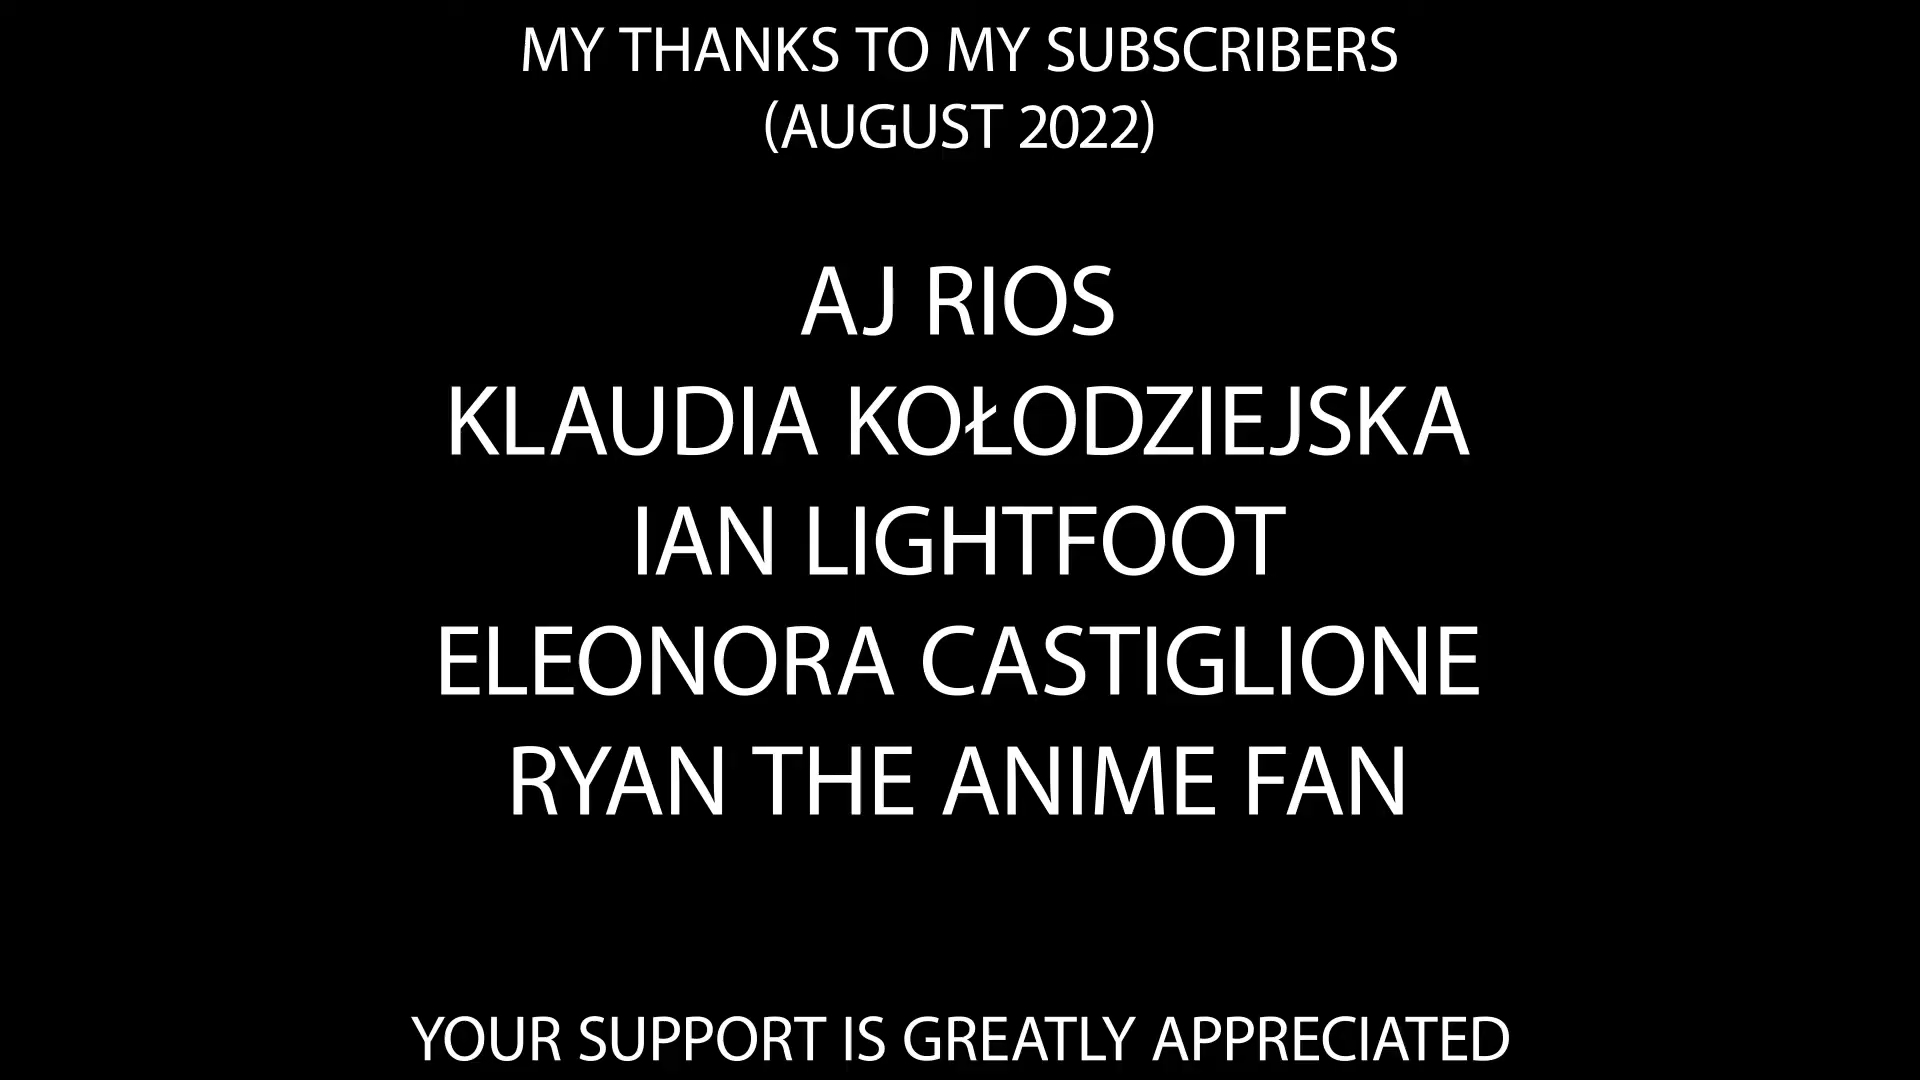 MY THANKS TO MY SUBSCRIBERS
(AUGUST 2022)
AJ RIOS
KLAUDIA KOŁODZIEJSKA
IAN LIGHTFOOT
ELEONORA CASTIGLIONE
RYAN THE ANIME FAN
YOUR SUPPORT IS GREATLY APPRECIATED